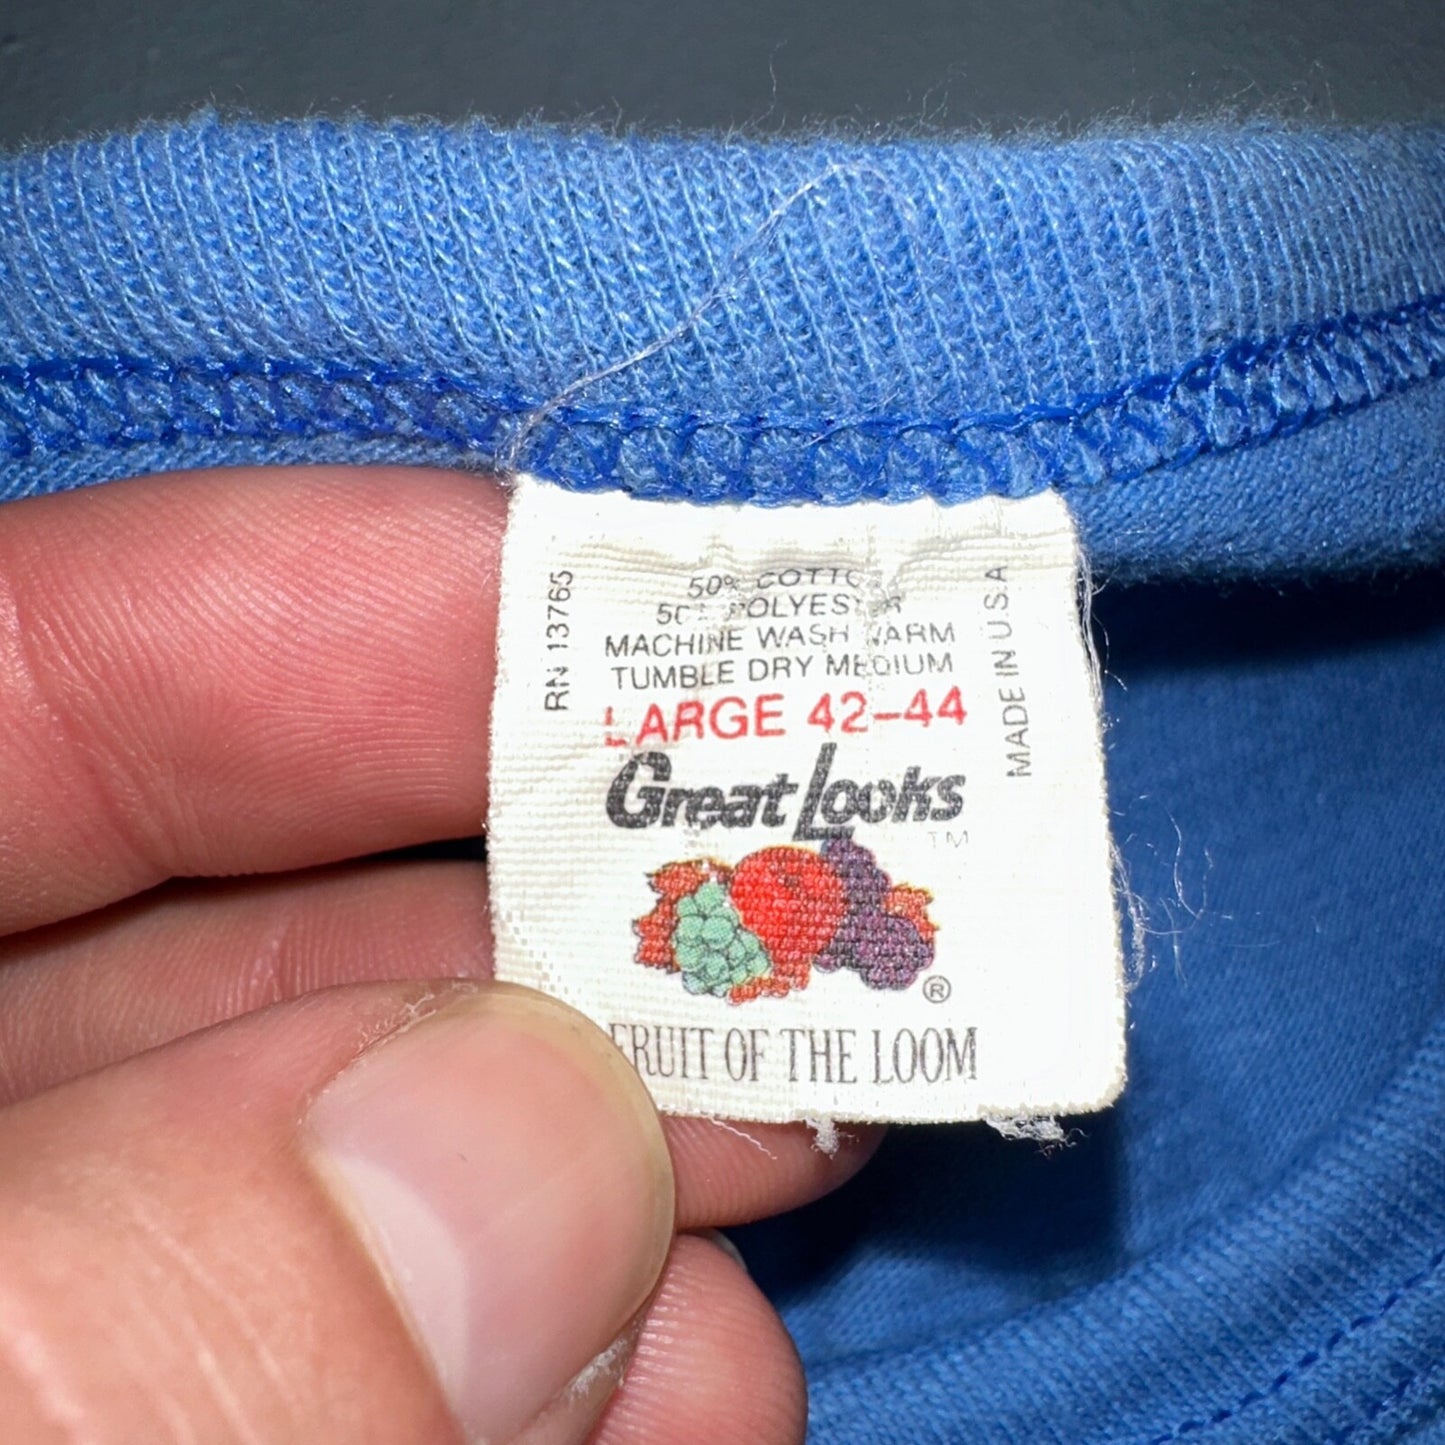 RN 13765
50% COTTON
50% POLYESTER
MACHINE WASH WARM
TUMBLE DRY MEDIUM
LARGE 42-44
MADE IN U.S.A
Great Looks
TM
®
FRUIT OF THE LOOM